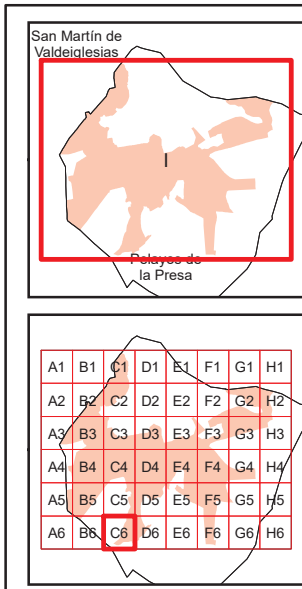 San Martín de
Valdeiglesias
I
Pelayos de
la Presa
A1 B1 C1 D1 E1 F1 G1 H1
A2 B2 C2 D2 E2 F2 G2 H2
A3 B3 C3 D3 E3 F3 G3 H3
A4 B4 C4 D4 E4 F4 G4 H4
A5 B5 C5 D5 E5 F5 G5 H5
A6 B6 C6 D6 E6 F6 G6 H6